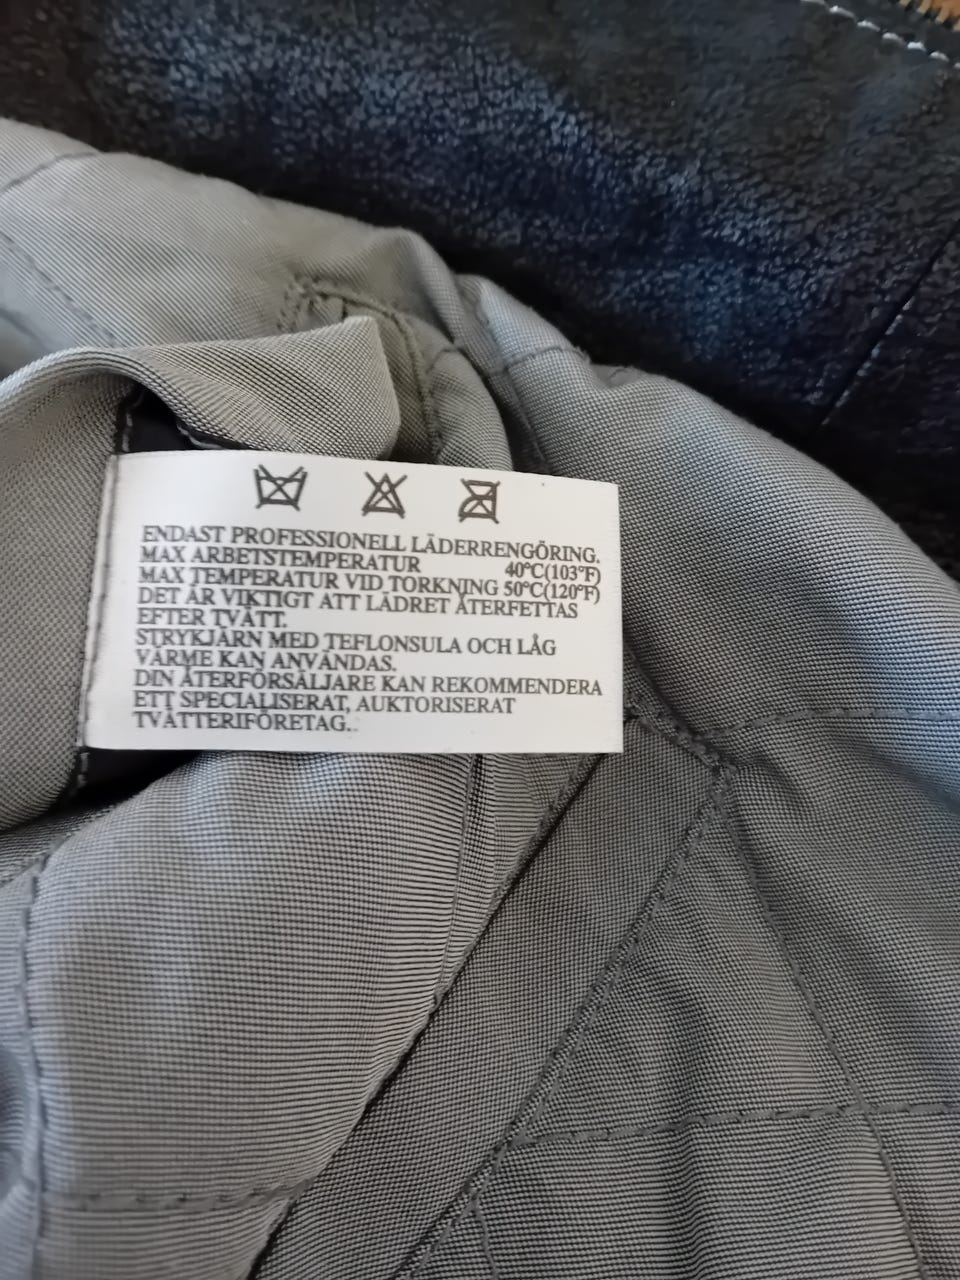 ENDAST PROFESSIONELL LÄDERRENGÖRING.
MAX ARBETSTEMPERATUR 40°C(103°F)
MAX TEMPERATUR VID TORKNING 50°C(120°F)
DET ÄR VIKTIGT ATT LÄDRET ÅTERFETTAS
EFTER TVÄTT.
STRYKJÄRN MED TEFLONSULA OCH LÅG
VÄRME KAN ANVÄNDAS.
DIN ÅTERFÖRSÄLJARE KAN REKOMMENDERA
ETT SPECIALISERAT, AUKTORISERAT
TVÄTTERIFÖRETAG..